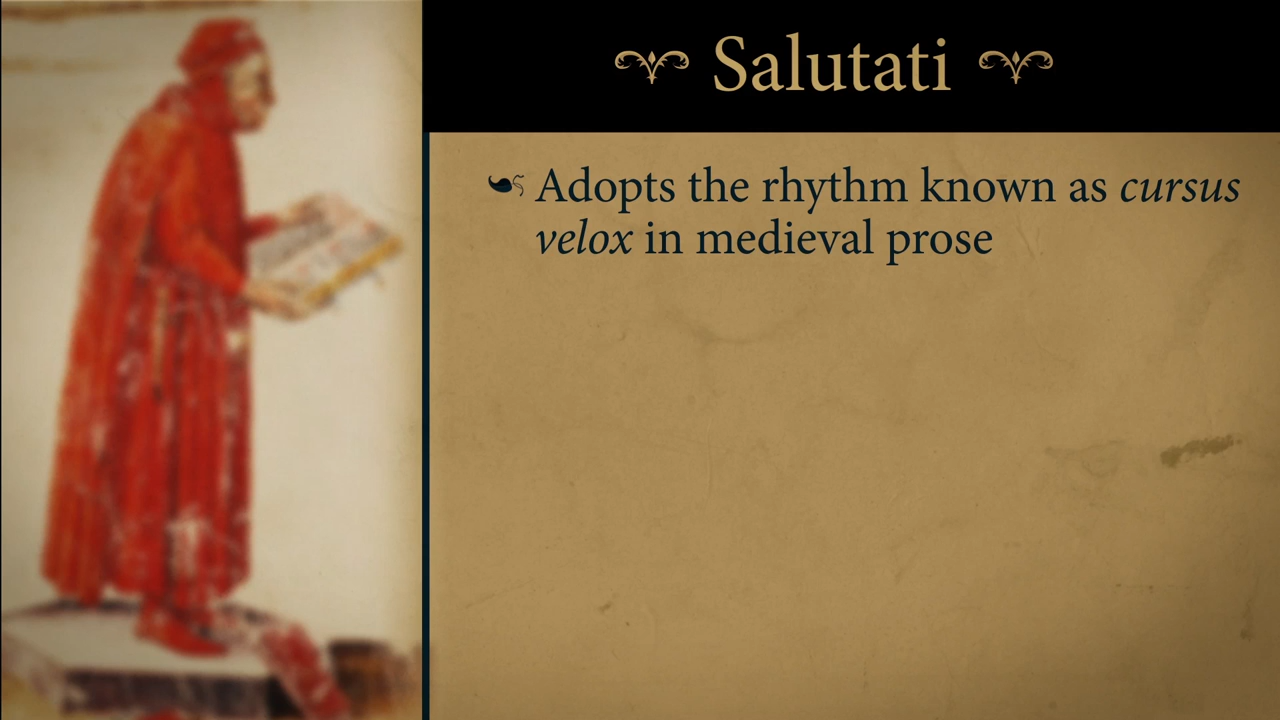 Salutati
Adopts the rhythm known as cursus
velox in medieval prose